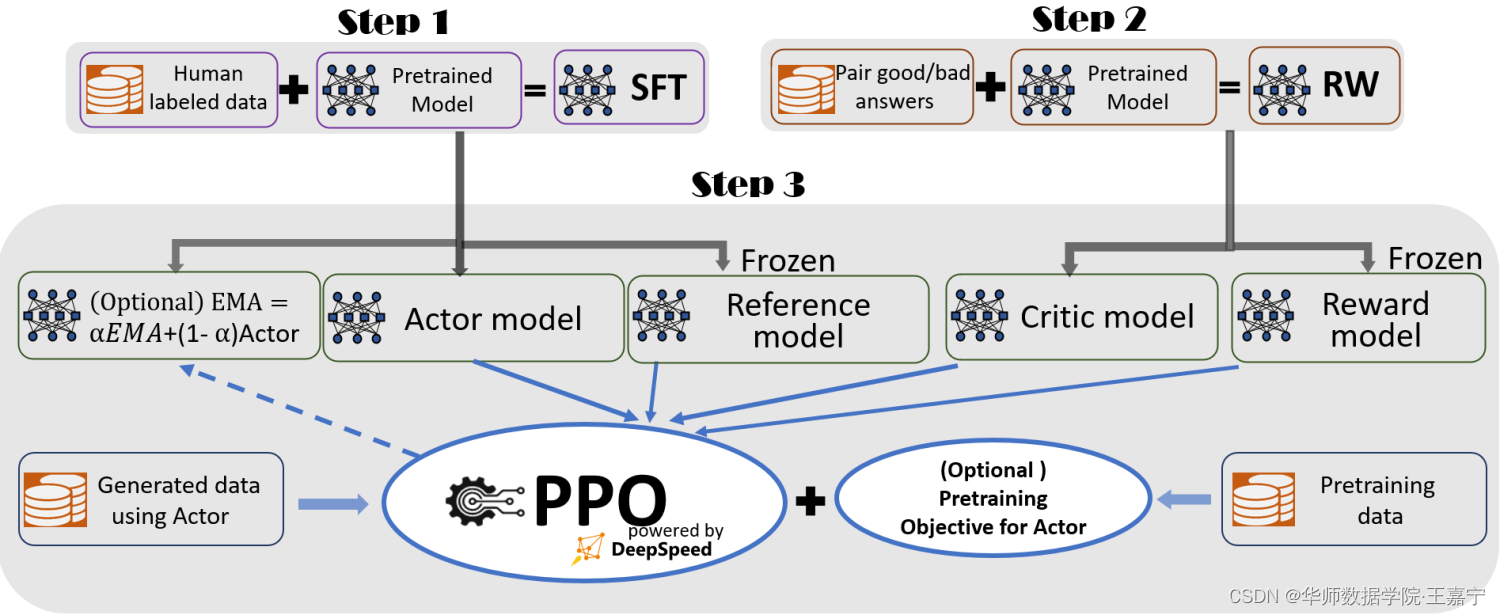 Step 1
Step 2
Human
labeled data
Pretrained
Model
=
SFT
Pair good/bad
answers
Pretrained
Model
=
RW
Step 3
Frozen
Frozen
(Optional) EMA =
αEMA+(1- α)Actor
Actor model
Reference
model
Critic model
Reward
model
Generated data
using Actor
PPO
powered by
DeepSpeed
(Optional )
Pretraining
Objective for Actor
Pretraining
data
CSDN @华师数据学院·王嘉宁